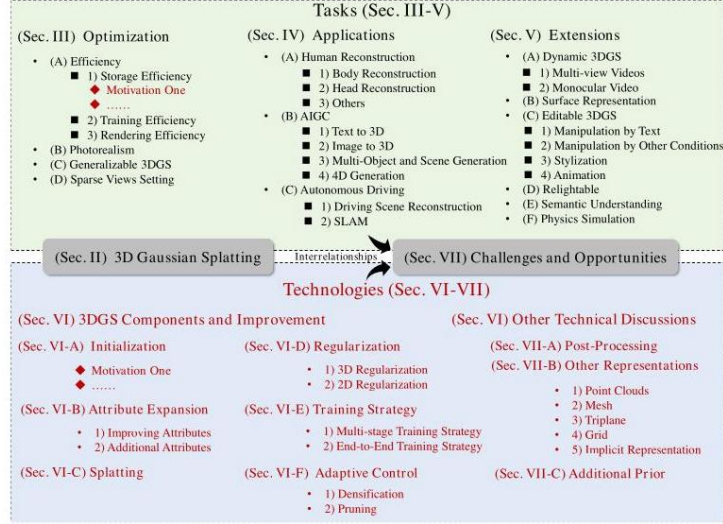 Tasks (Sec. III-V)
(Sec. III) Optimization
• (A) Efficiency
■ 1) Storage Efficiency
◆ Motivation One
◆ ……
■ 2) Training Efficiency
■ 3) Rendering Efficiency
• (B) Photorealism
• (C) Generalizable 3DGS
• (D) Sparse Views Setting
(Sec. IV) Applications
• (A) Human Reconstruction
■ 1) Body Reconstruction
■ 2) Head Reconstruction
■ 3) Others
• (B) AIGC
■ 1) Text to 3D
■ 2) Image to 3D
■ 3) Multi-Object and Scene Generation
■ 4) 4D Generation
• (C) Autonomous Driving
■ 1) Driving Scene Reconstruction
■ 2) SLAM
(Sec. V) Extensions
• (A) Dynamic 3DGS
■ 1) Multi-view Videos
■ 2) Monocular Video
• (B) Surface Representation
• (C) Editable 3DGS
■ 1) Manipulation by Text
■ 2) Manipulation by Other Conditions
■ 3) Stylization
■ 4) Animation
• (D) Relightable
• (E) Semantic Understanding
• (F) Physics Simulation
(Sec. II) 3D Gaussian Splatting
Interrelationships
(Sec. VII) Challenges and Opportunities
Technologies (Sec. VI-VII)
(Sec. VI) 3DGS Components and Improvement
(Sec. VI-A) Initialization
◆ Motivation One
◆ ……
(Sec. VI-B) Attribute Expansion
• 1) Improving Attributes
• 2) Additional Attributes
(Sec. VI-C) Splatting
(Sec. VI-D) Regularization
• 1) 3D Regularization
• 2) 2D Regularization
(Sec. VI-E) Training Strategy
• 1) Multi-stage Training Strategy
• 2) End-to-End Training Strategy
(Sec. VI-F) Adaptive Control
• 1) Densification
• 2) Pruning
(Sec. VI) Other Technical Discussions
(Sec. VII-A) Post-Processing
(Sec. VII-B) Other Representations
• 1) Point Clouds
• 2) Mesh
• 3) Triplane
• 4) Grid
• 5) Implicit Representation
(Sec. VII-C) Additional Prior